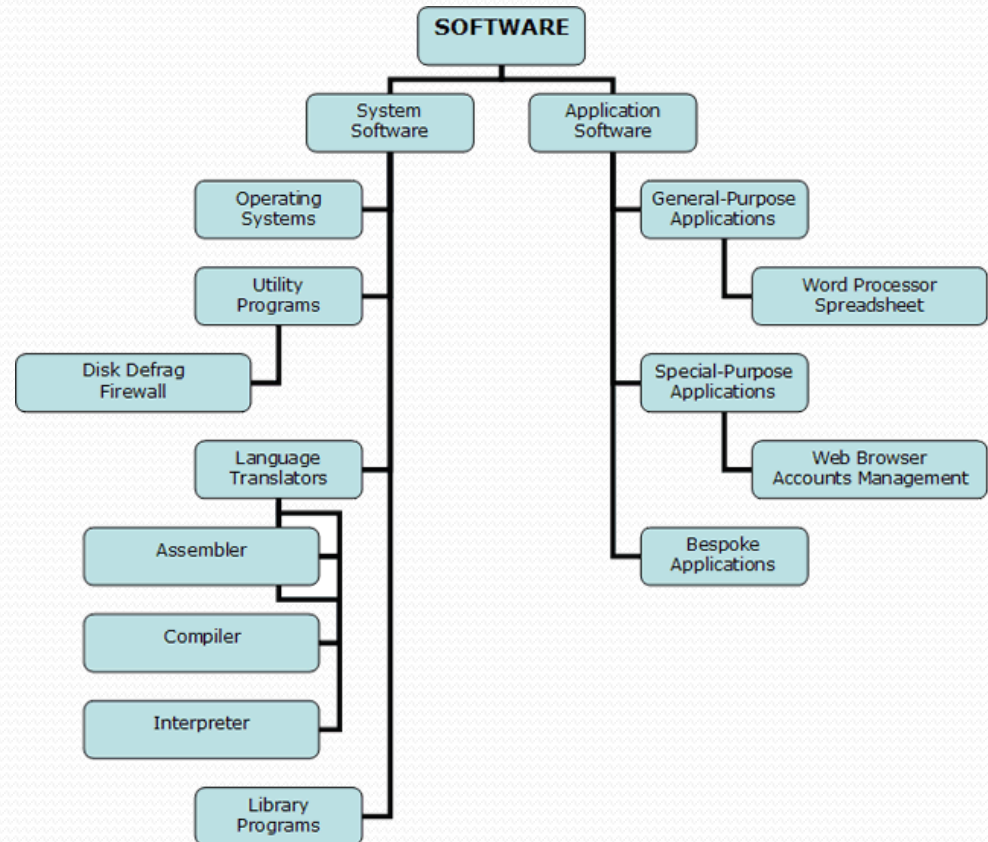 SOFTWARE
System
Software
Application
Software
Operating
Systems
General-Purpose
Applications
Utility
Programs
Word Processor
Spreadsheet
Disk Defrag
Firewall
Special-Purpose
Applications
Language
Translators
Web Browser
Accounts Management
Assembler
Bespoke
Applications
Compiler
Interpreter
Library
Programs